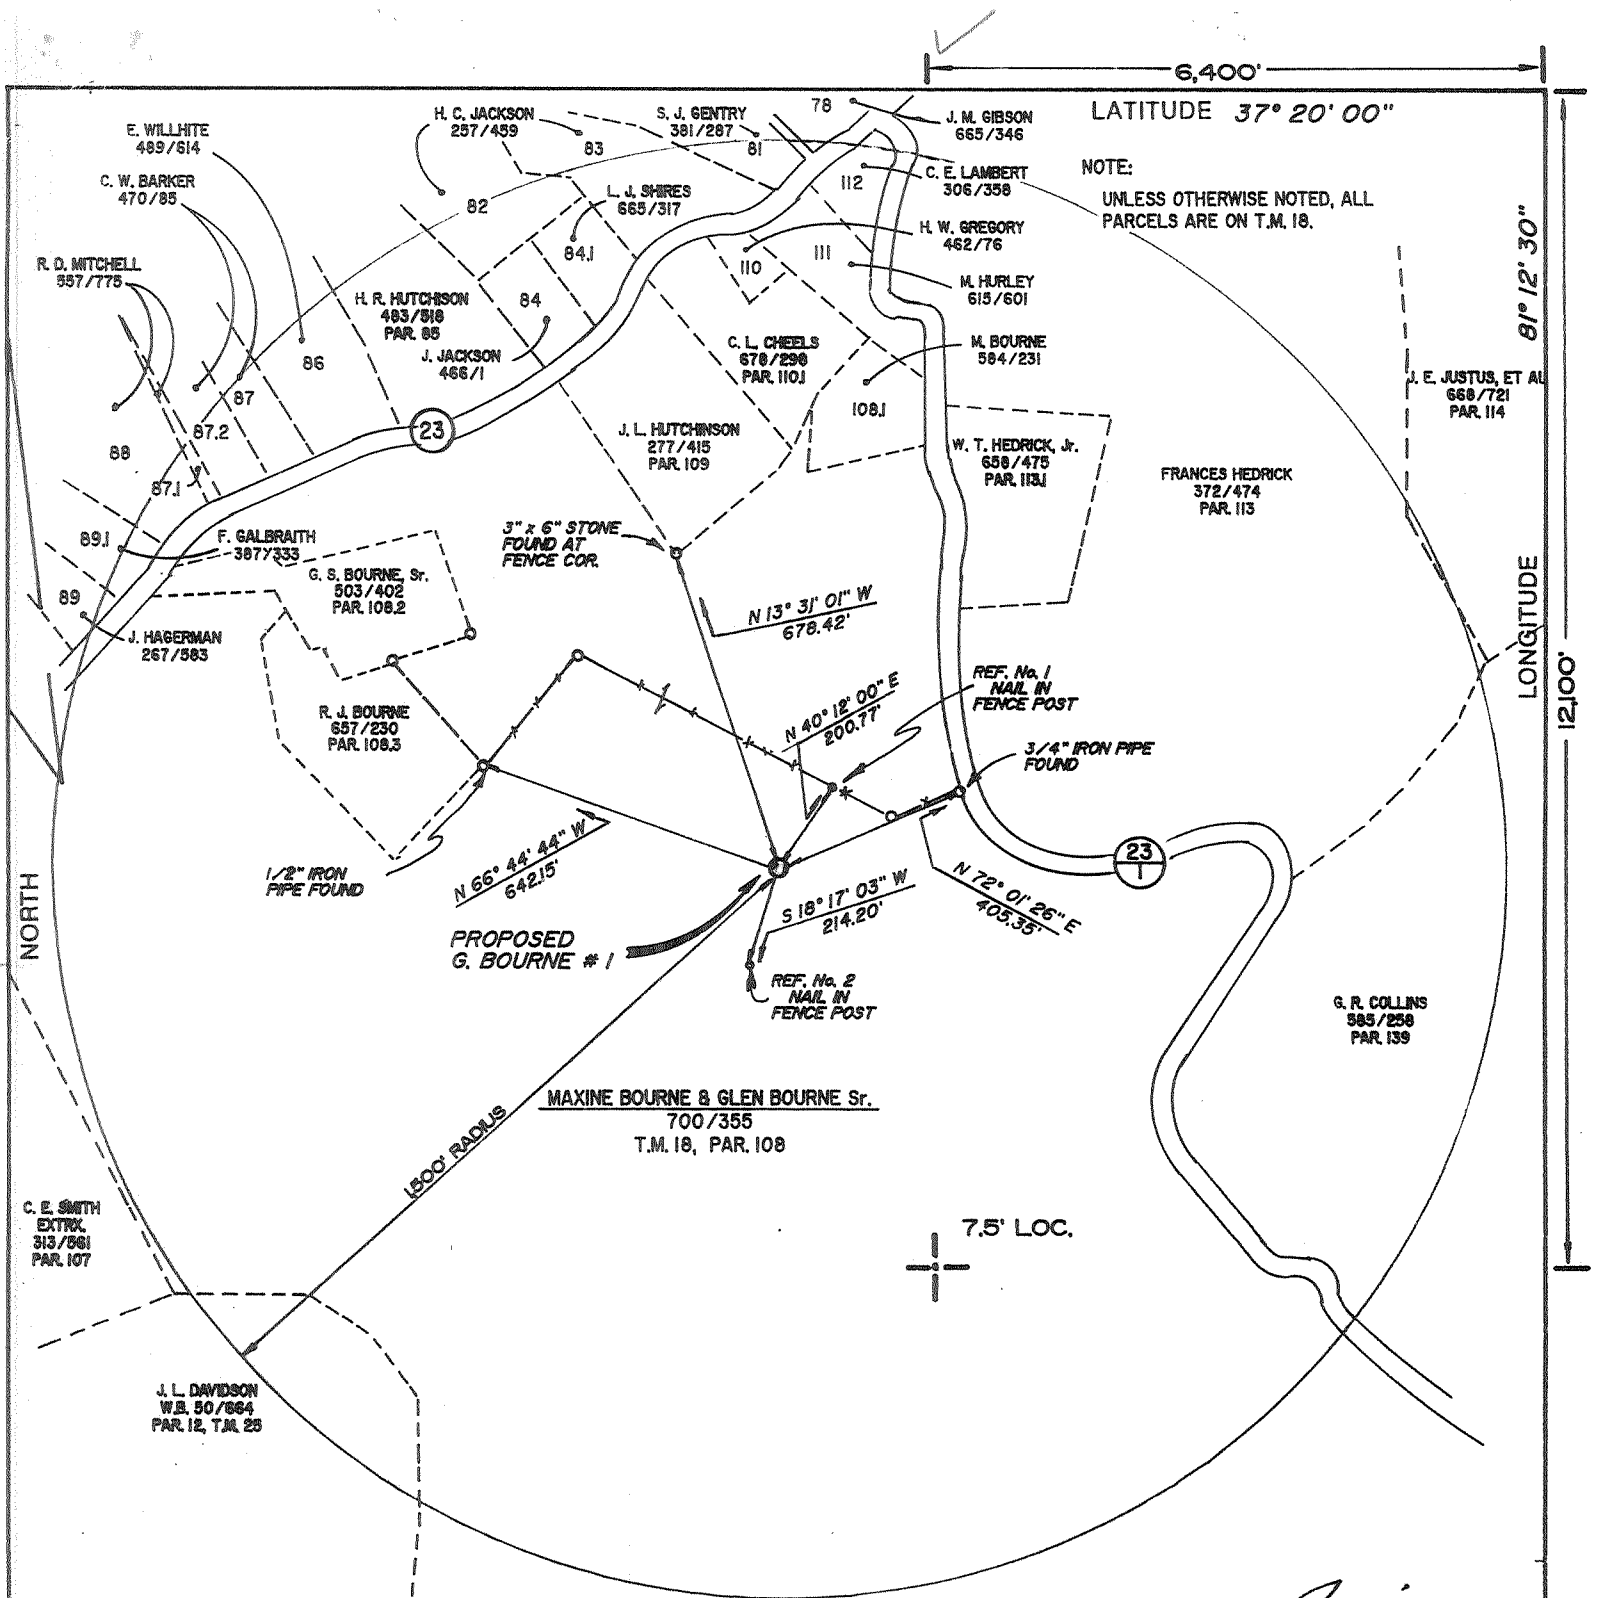 6,400'
LATITUDE 37° 20' 00"
NOTE:
UNLESS OTHERWISE NOTED, ALL
PARCELS ARE ON T.M. 18.
81° 12' 30"
LONGITUDE
12,100'
E. WILLHITE
489/614
C. W. BARKER
470/85
R. D. MITCHELL
557/775
H. C. JACKSON
257/459
83
82
S. J. GENTRY
381/287
81
78
J. M. GIBSON
665/346
112
C. E. LAMBERT
306/358
L. J. SHIRES
665/317
84.1
84
H. W. GREGORY
462/76
110
111
M. HURLEY
615/601
H. R. HUTCHISON
483/518
PAR. 85
J. JACKSON
466/1
86
87
87.2
88
87.1
23
C. L. CHEELS
678/298
PAR. 110.1
M. BOURNE
584/231
108.1
J. E. JUSTUS, ET AL
668/721
PAR. 114
J. L. HUTCHINSON
277/415
PAR. 109
W. T. HEDRICK, Jr.
658/475
PAR. 113.1
FRANCES HEDRICK
372/474
PAR. 113
89.1
F. GALBRAITH
387/333
3" x 6" STONE
FOUND AT
FENCE COR.
G. S. BOURNE, Sr.
503/402
PAR. 108.2
89
J. HAGERMAN
267/583
N 13° 31' 01" W
678.42'
R. J. BOURNE
657/230
PAR. 108.3
N 40° 12' 00" E
200.77'
REF. No. 1
NAIL IN
FENCE POST
3/4" IRON PIPE
FOUND
1/2" IRON
PIPE FOUND
N 66° 44' 44" W
642.15'
23
1
S 18° 17' 03" W
214.20'
N 72° 01' 26" E
405.35'
NORTH
PROPOSED
G. BOURNE # 1
REF. No. 2
NAIL IN
FENCE POST
G. R. COLLINS
585/258
PAR. 139
MAXINE BOURNE & GLEN BOURNE Sr.
700/355
T.M. 18, PAR. 108
1,500' RADIUS
C. E. SMITH
EXTRX.
313/561
PAR. 107
7.5' LOC.
J. L. DAVIDSON
W.B. 50/664
PAR. 12, T.M. 25